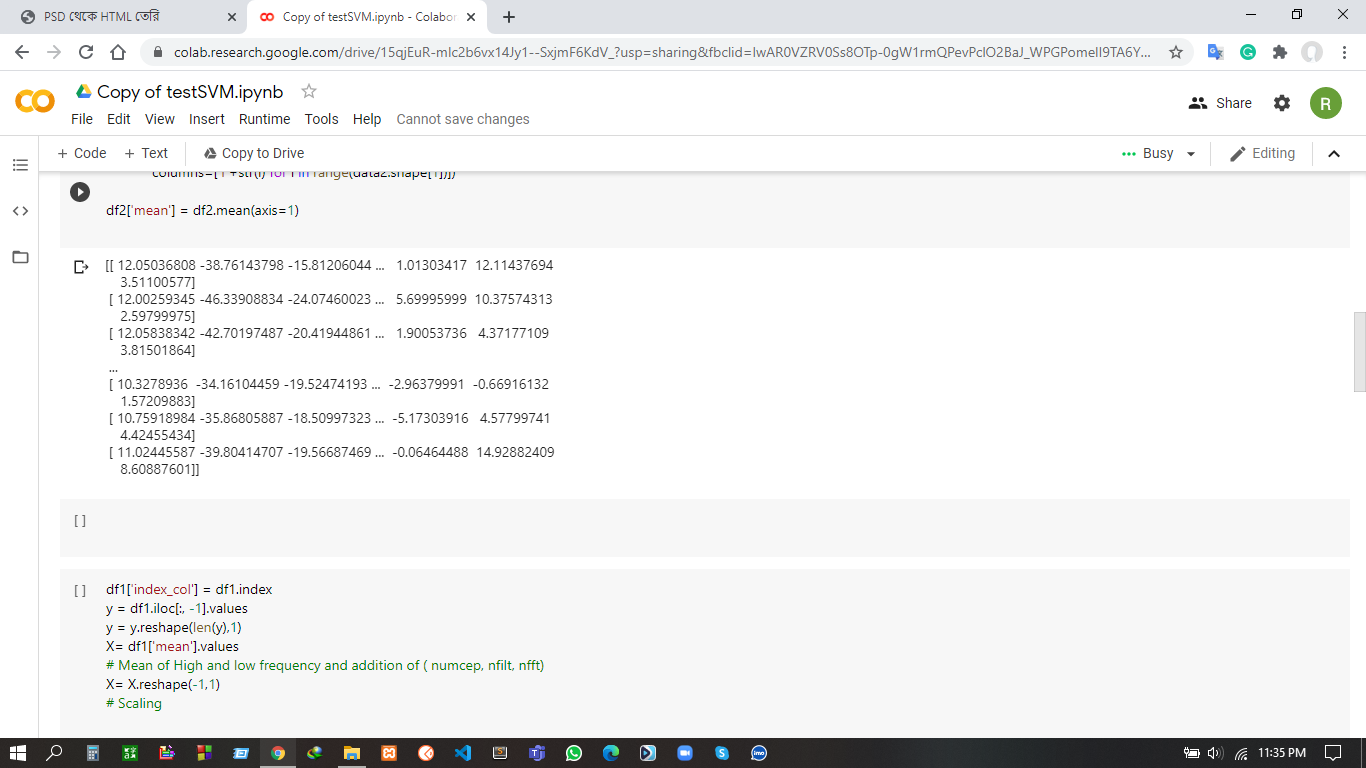 PSD থেকে HTML তৈরি
Copy of testSVM.ipynb - Colabor
colab.research.google.com/drive/15qjEuR-mIc2b6vx14Jy1--SxjmF6KdV_?usp=sharing&fbclid=IwAR0VZRV0Ss8OTp-0gW1rmQPevPclO2BaJ_WPGPomelI9TA6Y...
Copy of testSVM.ipynb
File Edit View Insert Runtime Tools Help Cannot save changes
Share
R
+ Code + Text Copy to Drive
Busy
Editing
columns=['1'+str(i) for i in range(data2.shape[1])])
df2['mean'] = df2.mean(axis=1)
[[ 12.05036808 -38.76143798 -15.81206044 ... 1.01303417 12.11437694
3.51100577]
[ 12.00259345 -46.33908834 -24.07460023 ... 5.69995999 10.37574313
2.59799975]
[ 12.05838342 -42.70197487 -20.41944861 ... 1.90053736 4.37177109
3.81501864]
...
[ 10.3278936 -34.16104459 -19.52474193 ... -2.96379991 -0.66916132
1.57209883]
[ 10.75918984 -35.86805887 -18.50997323 ... -5.17303916 4.57799741
4.42455434]
[ 11.02445587 -39.80414707 -19.56687469 ... -0.06464488 14.92882409
8.60887601]]
[ ]
[ ]
df1['index_col'] = df1.index
y = df1.iloc[:, -1].values
y = y.reshape(len(y),1)
X= df1['mean'].values
# Mean of High and low frequency and addition of ( numcep, nfilt, nfft)
X= X.reshape(-1,1)
# Scaling
11:35 PM